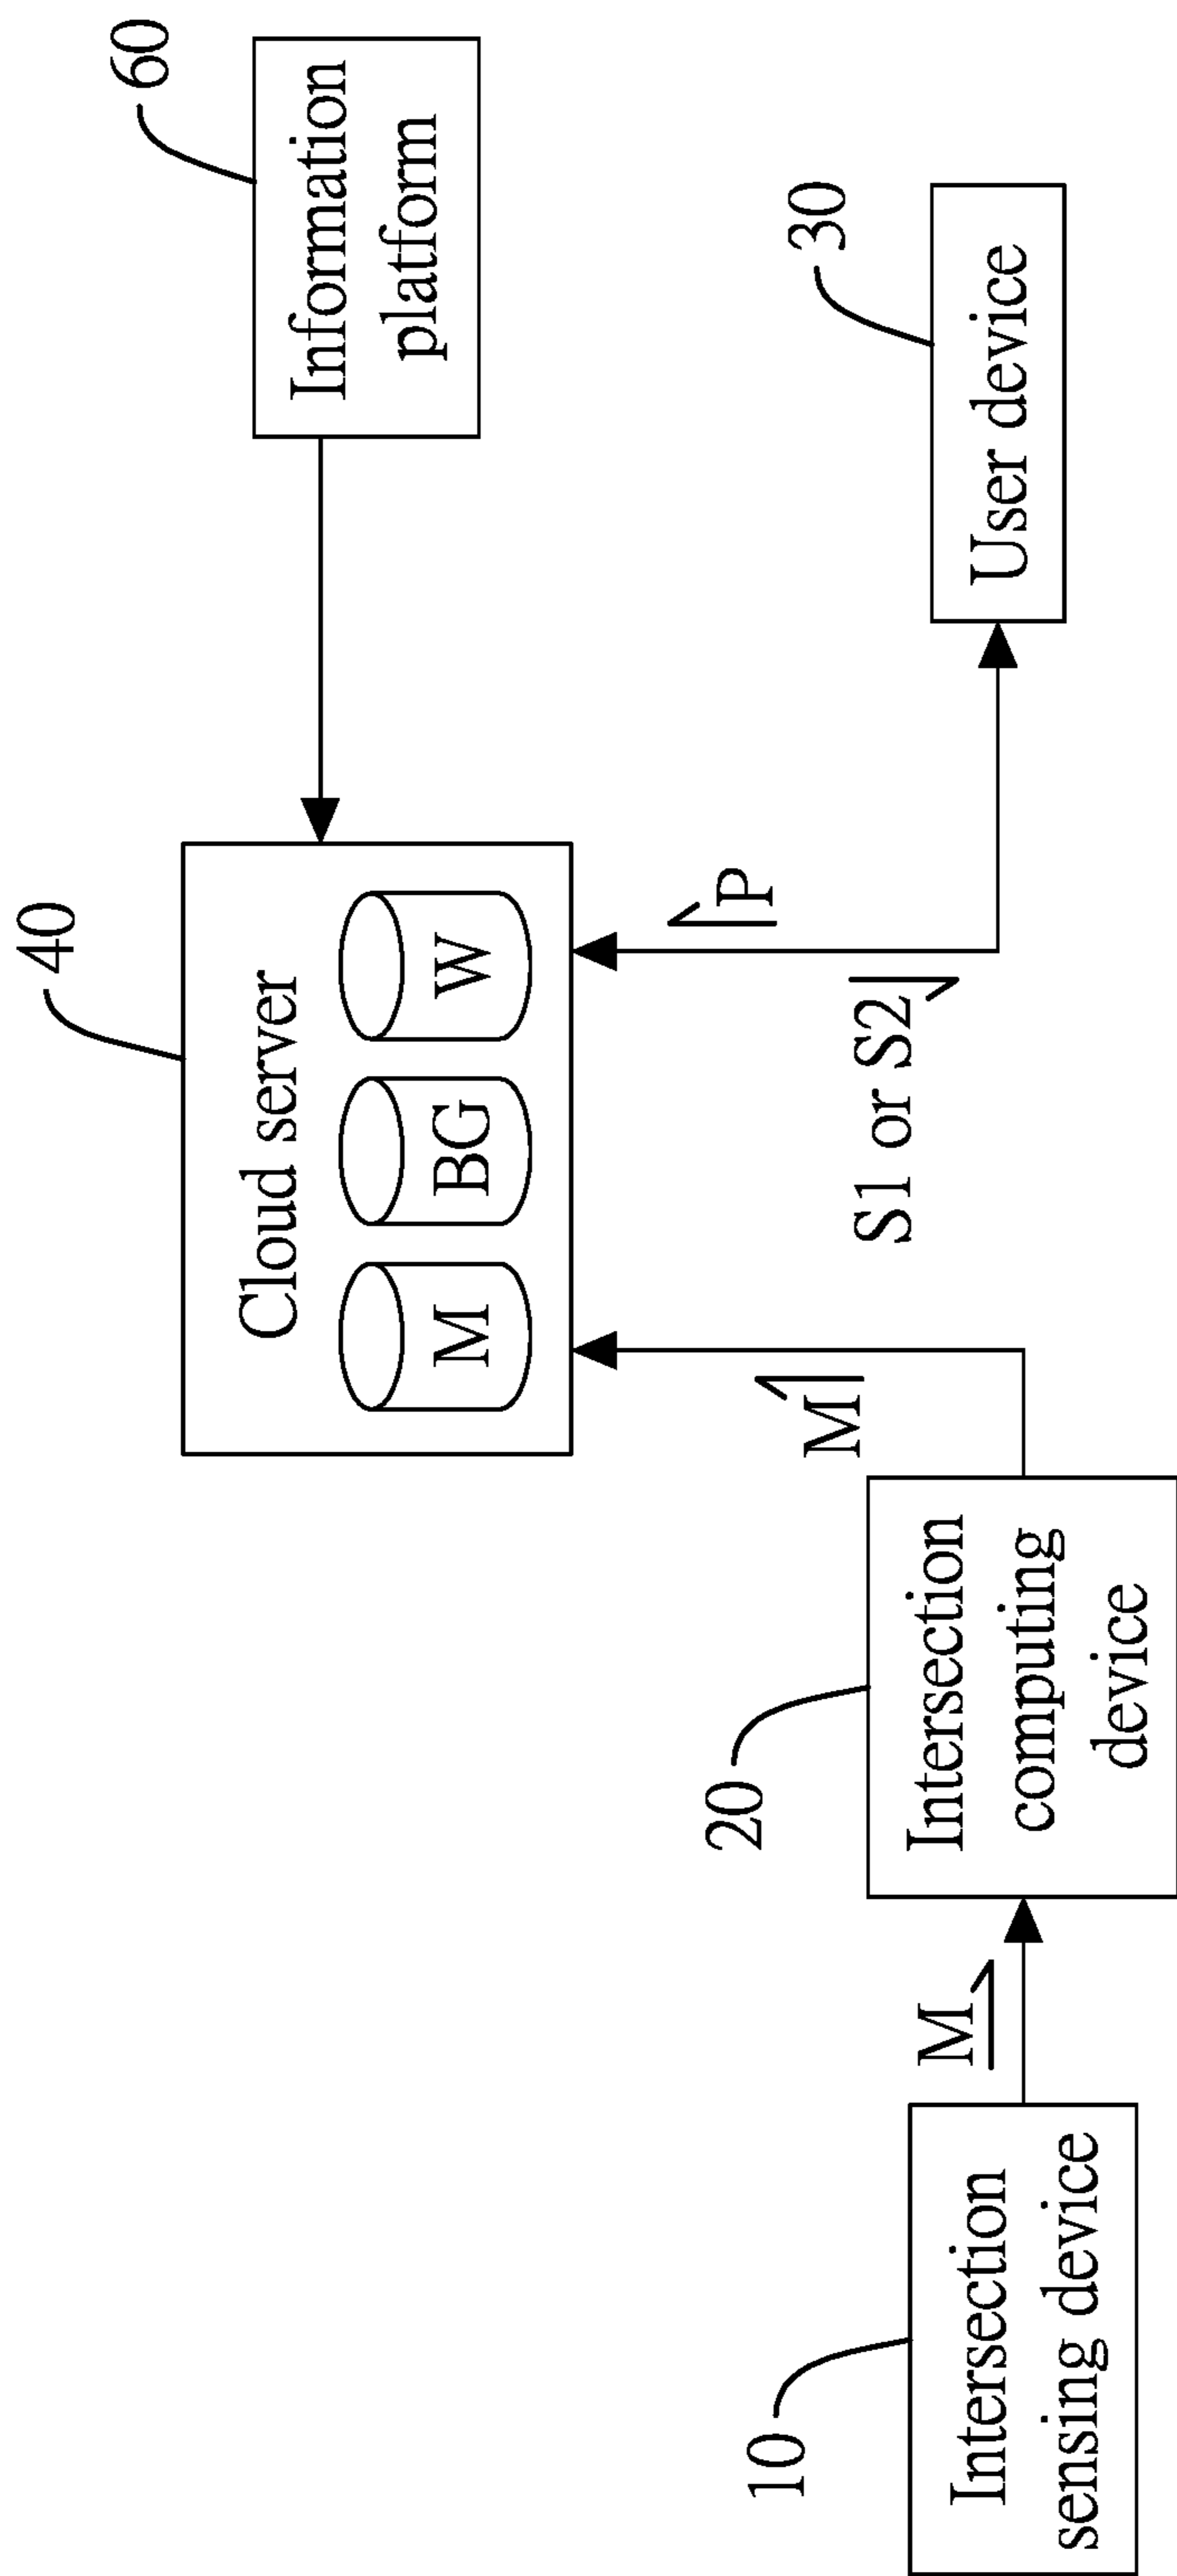 60
Information
platform
40
Cloud server
M
BG
W
30
User device
P
S1 or S2
M
20
Intersection
computing
device
M
10
Intersection
sensing device